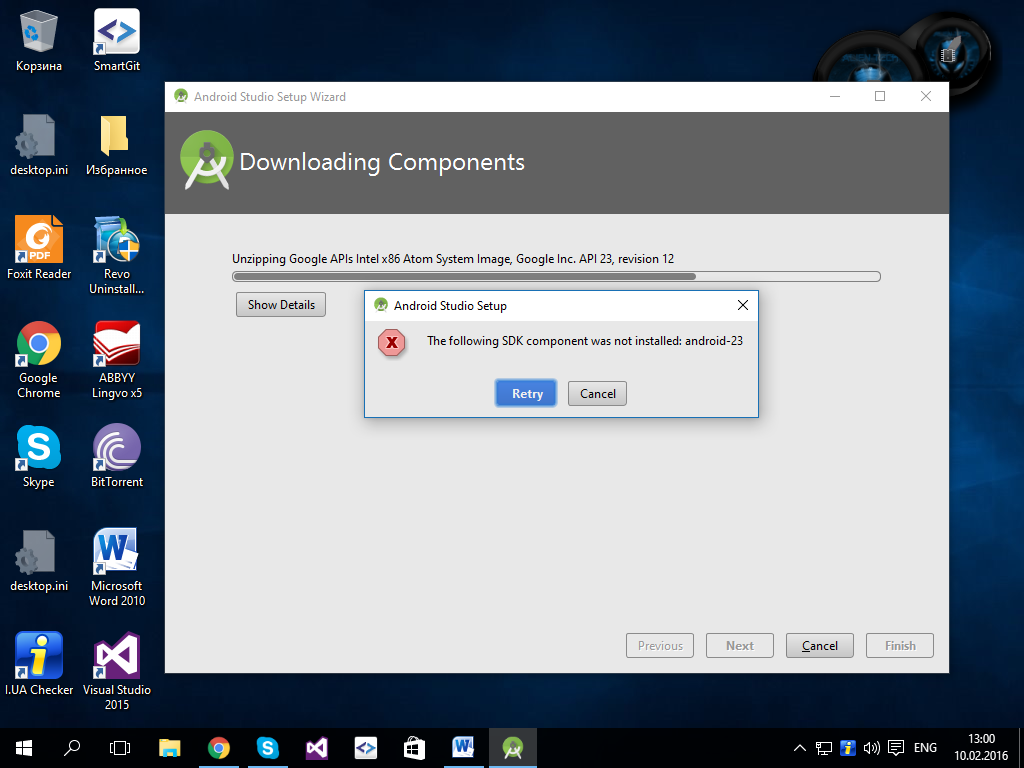 Корзина
SmartGit
desktop.ini
Избранное
Foxit Reader
Revo
Uninstall...
Google
Chrome
ABBYY
Lingvo x5
Skype
BitTorrent
desktop.ini
Microsoft
Word 2010
I.UA Checker
Visual Studio
2015
Android Studio Setup Wizard
Downloading Components
Unzipping Google APIs Intel x86 Atom System Image, Google Inc. API 23, revision 12
Show Details
Android Studio Setup
The following SDK component was not installed: android-23
Retry
Cancel
Previous
Next
Cancel
Finish
ENG
13:00
10.02.2016